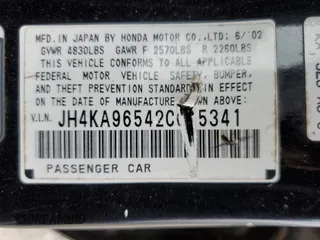 MFD. IN JAPAN BY HONDA MOTOR CO.,LTD: 6/'02
GVWR 4830LBS GAWR F 2570LBS R 2260LBS
THIS VEHICLE CONFORMS TO ALL APPLICABLE
FEDERAL MOTOR VEHICLE SAFETY, BUMPER,
AND THEFT PREVENTION STANDARDS IN EFFECT
ON THE DATE OF MANUFACTURE SHOWN ABOVE.
V.I.N. JH4KA96542C 5341
PASSENGER CAR